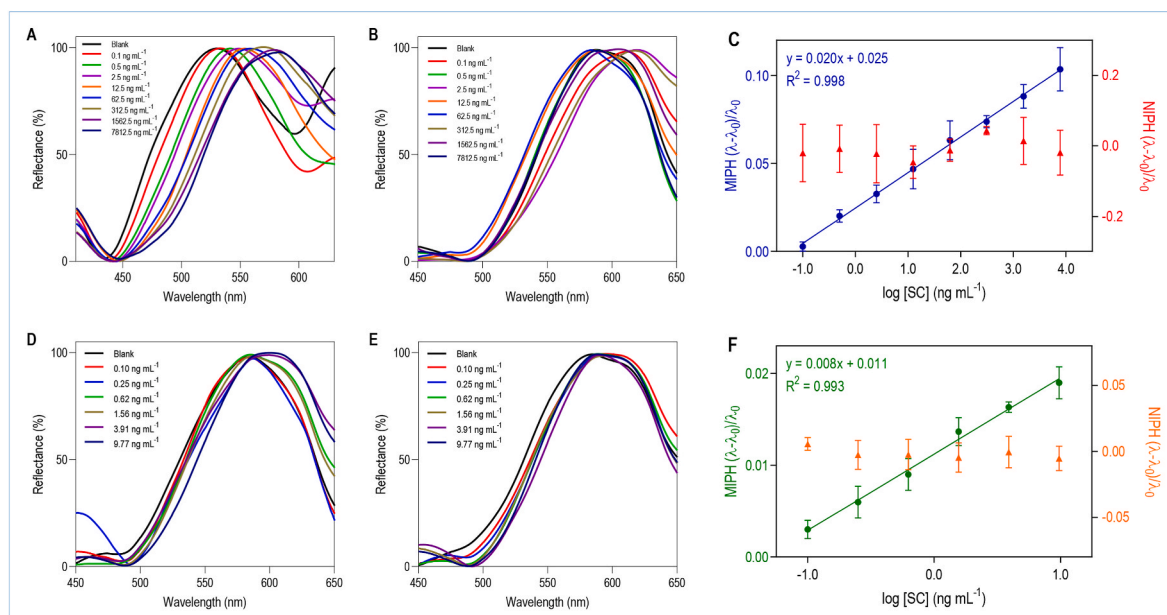 A
Blank
0.1 ng mL⁻¹
0.5 ng mL⁻¹
2.5 ng mL⁻¹
12.5 ng mL⁻¹
62.5 ng mL⁻¹
312.5 ng mL⁻¹
1562.5 ng mL⁻¹
7812.5 ng mL⁻¹
100
50
0
Reflectance (%)
450 500 550 600
Wavelength (nm)
B
Blank
0.1 ng mL⁻¹
0.5 ng mL⁻¹
2.5 ng mL⁻¹
12.5 ng mL⁻¹
62.5 ng mL⁻¹
312.5 ng mL⁻¹
1562.5 ng mL⁻¹
7812.5 ng mL⁻¹
100
50
0
Reflectance (%)
450 500 550 600 650
Wavelength (nm)
C
y = 0.020x + 0.025
R² = 0.998
0.10
0.05
0.00
MIPH (λ-λ₀)/λ₀
0.2
0.0
-0.2
NIPH (λ-λ₀)/λ₀
-1.0 0.0 1.0 2.0 3.0 4.0
log [SC] (ng mL⁻¹)
D
Blank
0.10 ng mL⁻¹
0.25 ng mL⁻¹
0.62 ng mL⁻¹
1.56 ng mL⁻¹
3.91 ng mL⁻¹
9.77 ng mL⁻¹
100
50
0
Reflectance (%)
450 500 550 600 650
Wavelength (nm)
E
Blank
0.10 ng mL⁻¹
0.25 ng mL⁻¹
0.62 ng mL⁻¹
1.56 ng mL⁻¹
3.91 ng mL⁻¹
9.77 ng mL⁻¹
100
50
0
Reflectance (%)
450 500 550 600 650
Wavelength (nm)
F
y = 0.008x + 0.011
R² = 0.993
0.02
0.01
0.00
MIPH (λ-λ₀)/λ₀
0.05
0.00
-0.05
NIPH (λ-λ₀)/λ₀
-1.0 0.0 1.0
log [SC] (ng mL⁻¹)